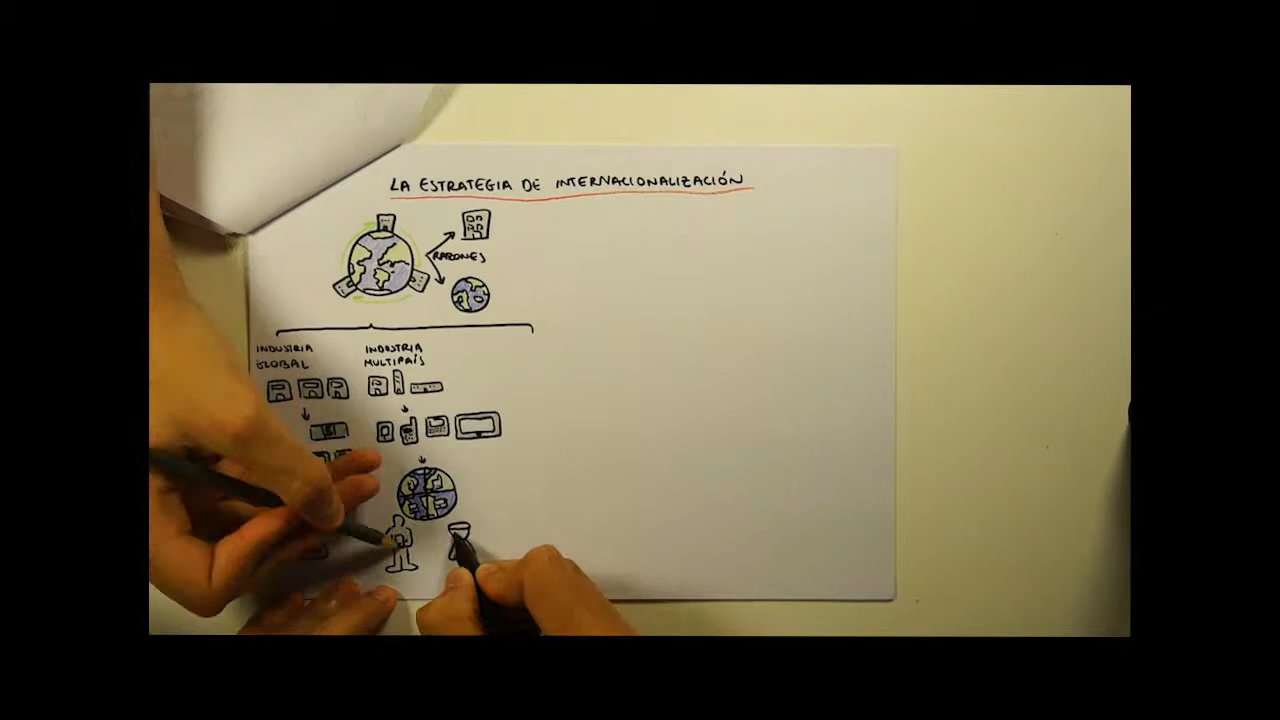 LA ESTRATEGIA DE INTERNACIONALIZACIÓN
RAZONES
INDUSTRIA
GLOBAL
INDUSTRIA
MULTIPAÍS